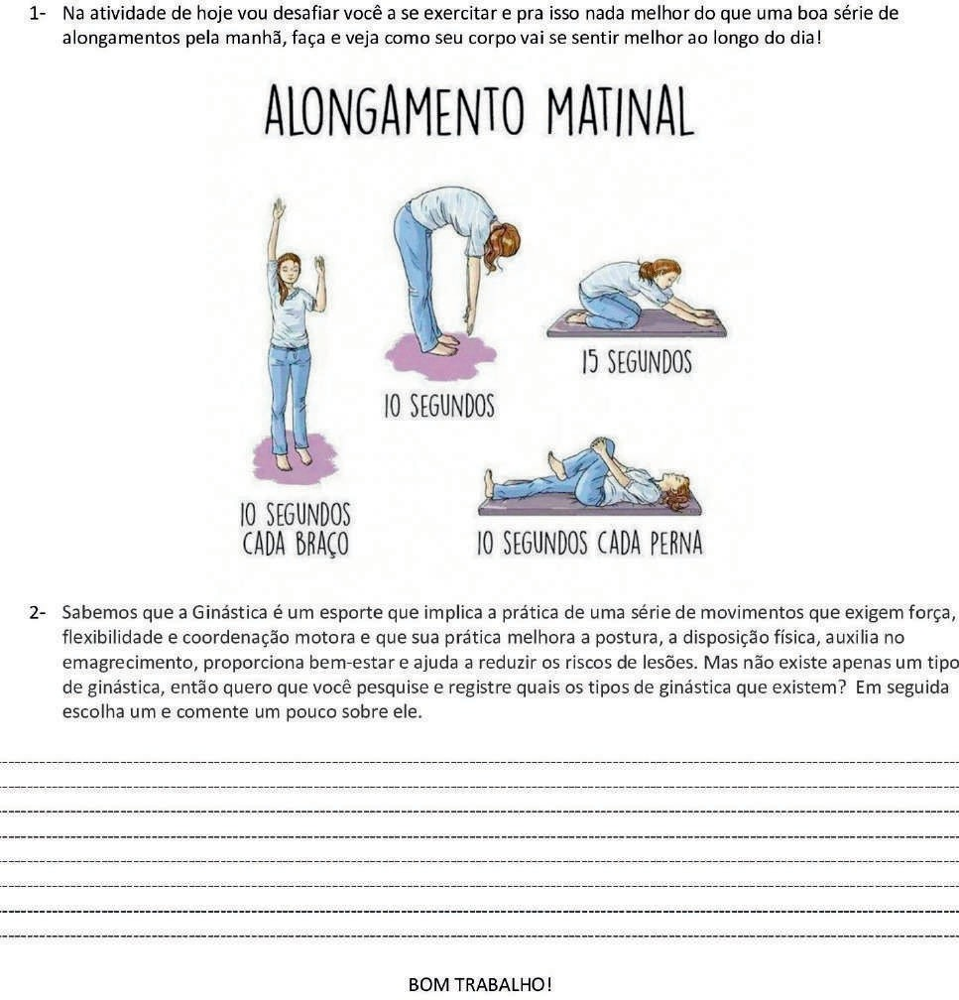 1- Na atividade de hoje vou desafiar você a se exercitar e pra isso nada melhor do que uma boa série de
alongamentos pela manhã, faça e veja como seu corpo vai se sentir melhor ao longo do dia!
ALONGAMENTO MATINAL
15 SEGUNDOS
10 SEGUNDOS
10 SEGUNDOS
CADA BRAÇO
10 SEGUNDOS CADA PERNA
2- Sabemos que a Ginástica é um esporte que implica a prática de uma série de movimentos que exigem força,
flexibilidade e coordenação motora e que sua prática melhora a postura, a disposição física, auxilia no
emagrecimento, proporciona bem-estar e ajuda a reduzir os riscos de lesões. Mas não existe apenas um tipo
de ginástica, então quero que você pesquise e registre quais os tipos de ginástica que existem? Em seguida
escolha um e comente um pouco sobre ele.
BOM TRABALHO!